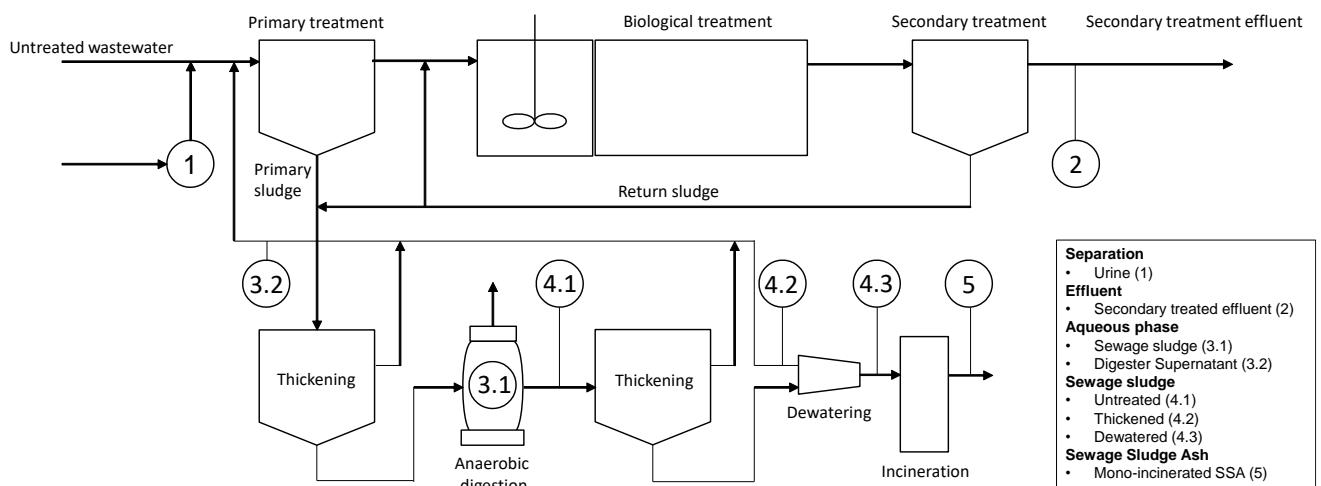 Primary treatment
Biological treatment
Secondary treatment
Secondary treatment effluent
Untreated wastewater
1
2
Primary
sludge
Return sludge
3.2
4.1
4.2
4.3
5
Thickening
3.1
Thickening
Dewatering
Anaerobic
digestion
Incineration
Separation
• Urine (1)
Effluent
• Secondary treated effluent (2)
Aqueous phase
• Sewage sludge (3.1)
• Digester Supernatant (3.2)
Sewage sludge
• Untreated (4.1)
• Thickened (4.2)
• Dewatered (4.3)
Sewage Sludge Ash
• Mono-incinerated SSA (5)